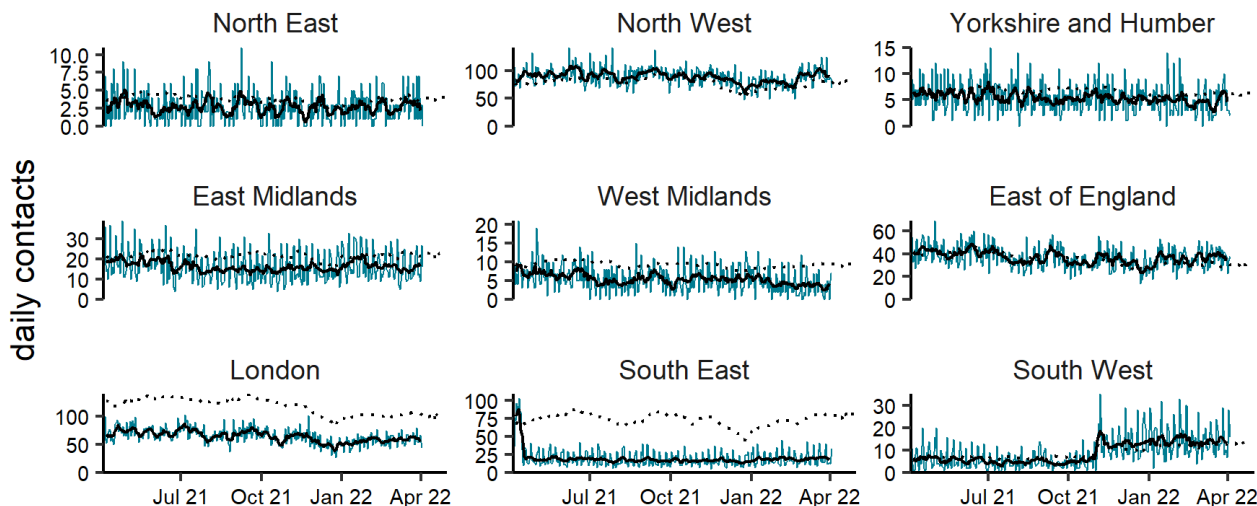 North East
North West
Yorkshire and Humber
10.0
7.5
5.0
2.5
0.0
100
50
0
15
10
5
0
daily contacts
East Midlands
West Midlands
East of England
30
20
10
0
20
15
10
5
0
60
40
20
0
London
South East
South West
100
50
0
100
75
50
25
0
30
20
10
0
Jul 21 Oct 21 Jan 22 Apr 22
Jul 21 Oct 21 Jan 22 Apr 22
Jul 21 Oct 21 Jan 22 Apr 22